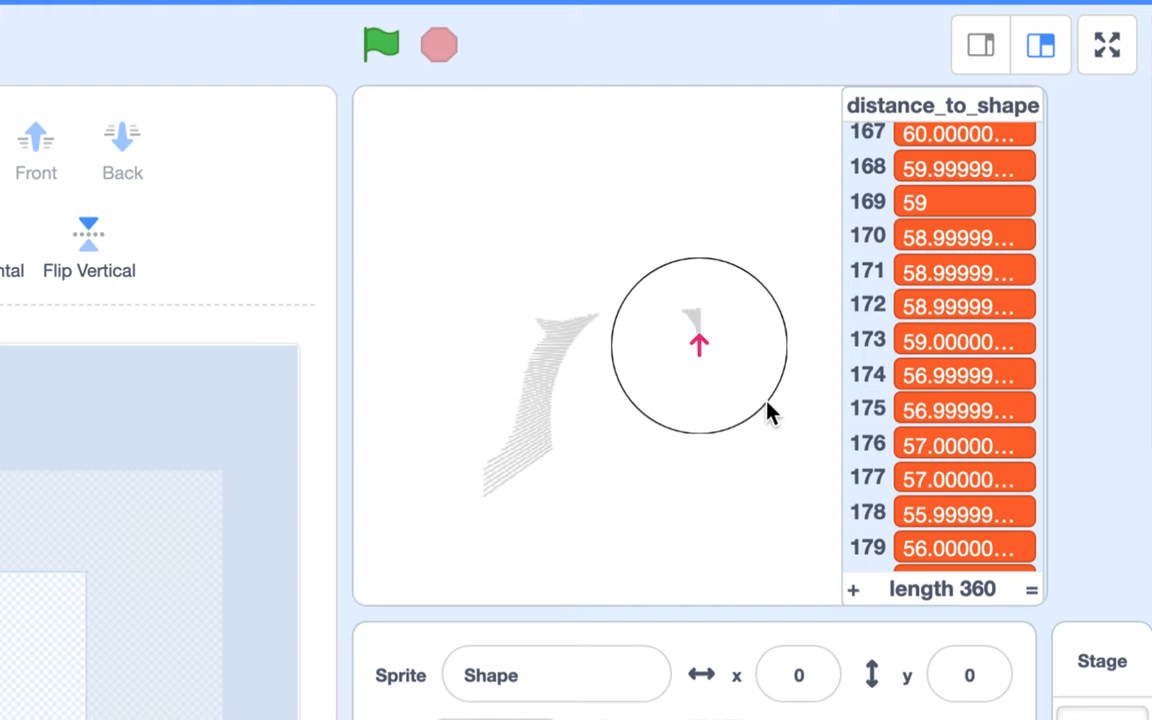 distance_to_shape
167 60.00000...
168 59.99999...
Front Back
169 59
170 58.99999...
ntal Flip Vertical
171 58.99999...
172 58.99999...
173 59.00000...
174 56.99999...
175 56.99999...
176 57.00000...
177 57.00000...
178 55.99999...
179 56.00000...
+ length 360 =
Sprite Shape x 0 y 0
Stage